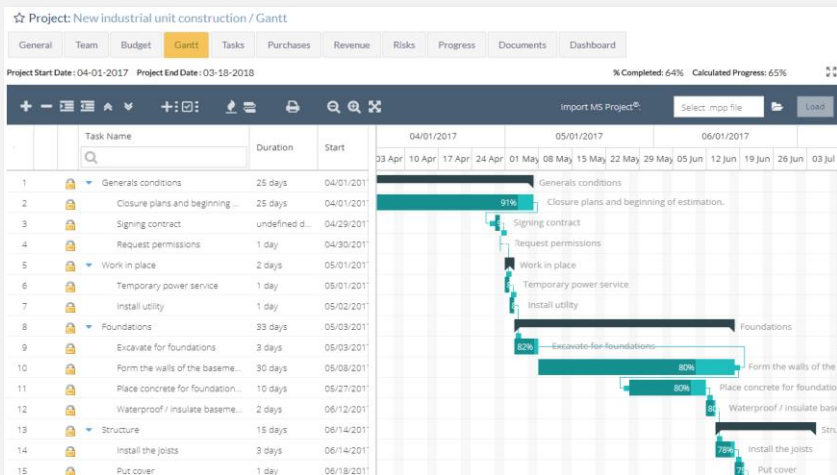 Project: New industrial unit construction / Gantt
General Team Budget Gantt Tasks Purchases Revenue Risks Progress Documents Dashboard
Project Start Date: 04-01-2017 Project End Date: 03-18-2018 % Completed: 64% Calculated Progress: 65%
Import MS Project®: Select .mpp file Load
Task Name Duration Start 04/01/2017 05/01/2017 06/01/2017
03 Apr 10 Apr 17 Apr 24 Apr 01 May 08 May 15 May 22 May 29 May 05 Jun 12 Jun 19 Jun 26 Jun 03 Jul
1 Generals conditions 25 days 04/01/201 Generals conditions
2 Closure plans and beginning ... 25 days 04/01/201 91% Closure plans and beginning of estimation.
3 Signing contract undefined d... 04/29/201 Signing contract
4 Request permissions 1 day 04/30/201 Request permissions
5 Work in place 2 days 05/01/201 Work in place
6 Temporary power service 1 day 05/01/201 Temporary power service
7 Install utility 1 day 05/02/201 Install utility
8 Foundations 33 days 05/03/201 Foundations
9 Excavate for foundations 3 days 05/03/201 82% Excavate for foundations
10 Form the walls of the baseme... 30 days 05/08/201 80% Form the walls of the
11 Place concrete for foundation... 10 days 05/27/201 80% Place concrete for foundatio
12 Waterproof / insulate baseme... 2 days 06/12/201 8 Waterproof / insulate base
13 Structure 15 days 06/14/201 Stru
14 Install the joists 3 days 06/14/201 78% Install the joists
15 Put cover 1 day 06/18/201 7 Put cover